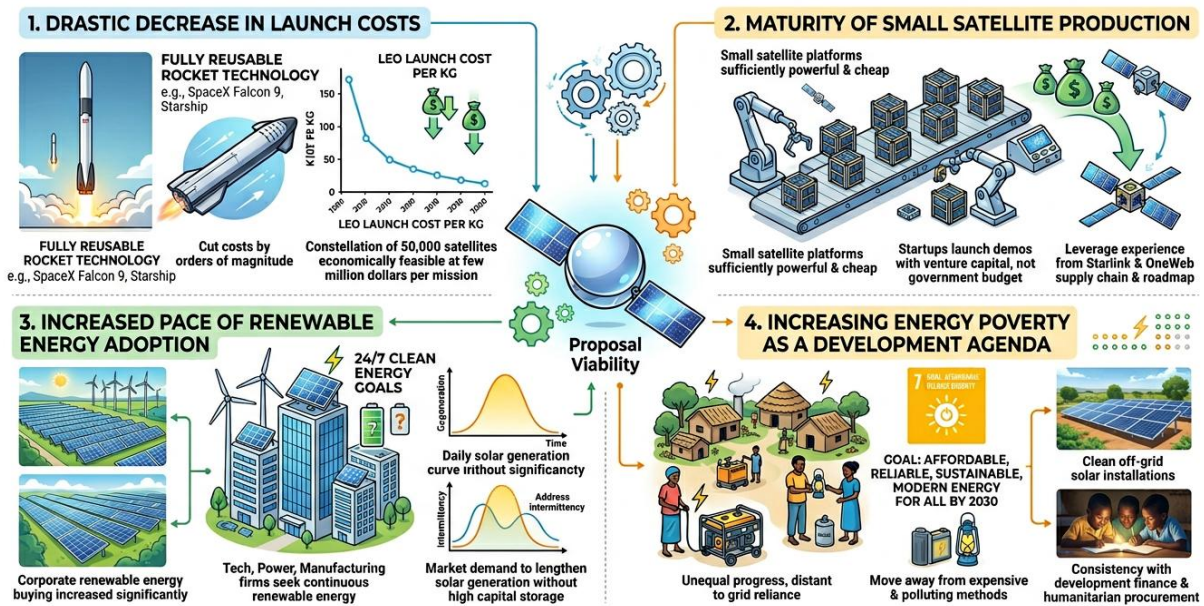 1. DRASTIC DECREASE IN LAUNCH COSTS
FULLY REUSABLE
ROCKET TECHNOLOGY
e.g., SpaceX Falcon 9,
Starship
LEO LAUNCH COST
PER KG
150
100
50
0
LEO LAUNCH COST PER KG
FULLY REUSABLE
ROCKET TECHNOLOGY
e.g., SpaceX Falcon 9, Starship
Cut costs by
orders of magnitude
Constellation of 50,000 satellites
economically feasible at few
million dollars per mission
2. MATURITY OF SMALL SATELLITE PRODUCTION
Small satellite platforms
sufficiently powerful & cheap
Small satellite platforms
sufficiently powerful & cheap
Startups launch demos
with venture capital, not
government budget
Leverage experience
from Starlink & OneWeb
supply chain & roadmap
Proposal
Viability
3. INCREASED PACE OF RENEWABLE
ENERGY ADOPTION
24/7 CLEAN
ENERGY
GOALS
?
?
Corporate renewable energy
buying increased significantly
Tech, Power, Manufacturing
firms seek continuous
renewable energy
Gegoneration
Time
Daily solar generation
curve without significancty
Address
intermittency
Market demand to lengthen
solar generation without
high capital storage
4. INCREASING ENERGY POVERTY
AS A DEVELOPMENT AGENDA
Unequal progress, distant
to grid reliance
7
GOAL: AFFORDABLE,
RELIABLE, SUSTAINABLE,
MODERN ENERGY
FOR ALL BY 2030
Move away from expensive
& polluting methods
Clean off-grid
solar installations
Consistency with
development finance &
humanitarian procurement